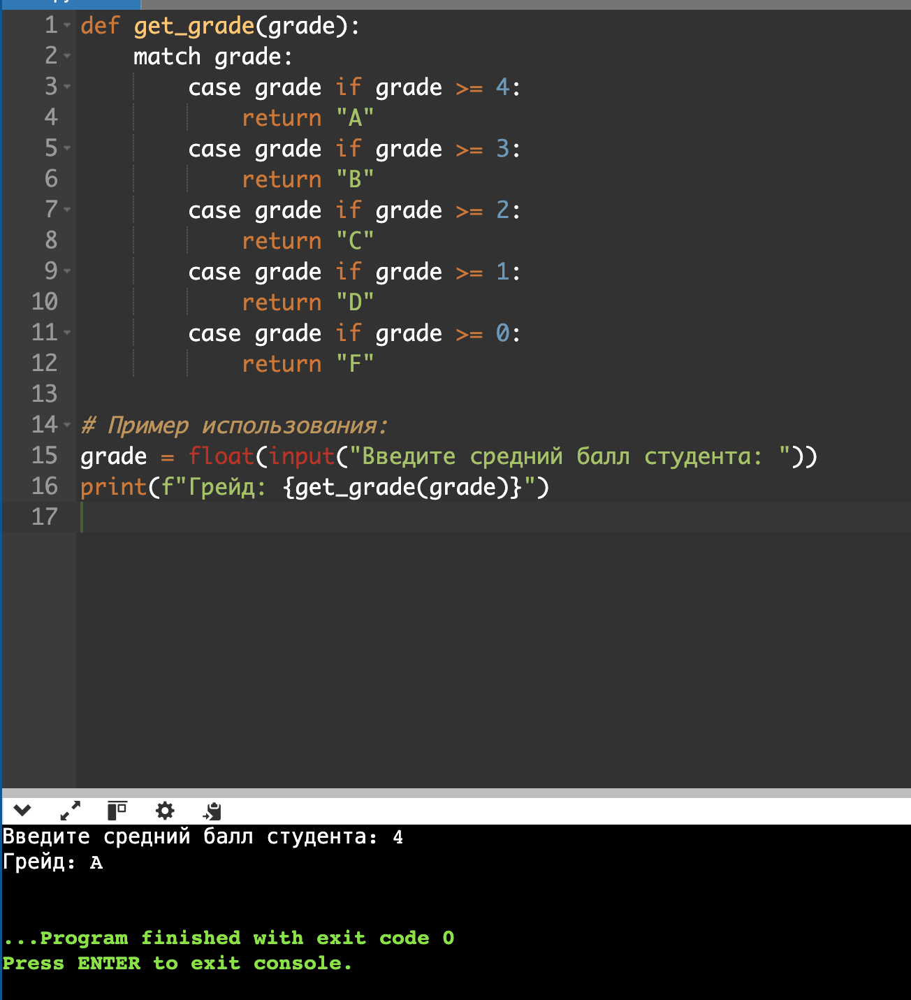 1 def get_grade(grade):
2     match grade:
3         case grade if grade >= 4:
4             return "A"
5         case grade if grade >= 3:
6             return "B"
7         case grade if grade >= 2:
8             return "C"
9         case grade if grade >= 1:
10             return "D"
11         case grade if grade >= 0:
12             return "F"
13
14 # Пример использования:
15 grade = float(input("Введите средний балл студента: "))
16 print(f"Грейд: {get_grade(grade)}")
17
Введите средний балл студента: 4
Грейд: A
...Program finished with exit code 0
Press ENTER to exit console.